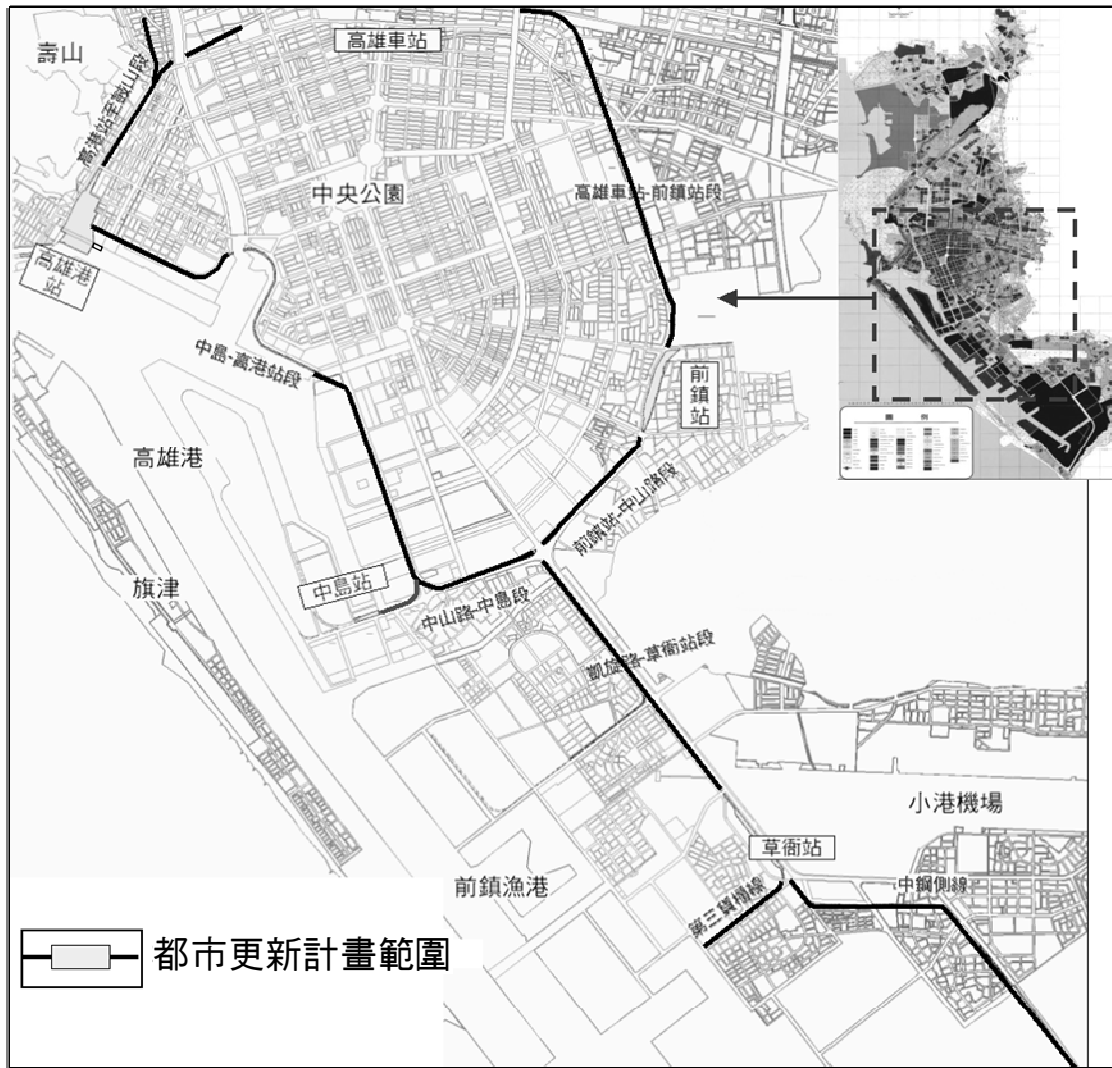 壽山
高雄車站
高港站至鼓山段
中央公園
高雄車站-前鎮站段
高雄港
站
中島-高港站段
前
鎮
站
高雄港
前鎮站-中山路段
旗津
中島站
中山路-中島段
凱旋路-草衙站段
小港機場
草衙站
前鎮漁港
中鋼側線
第三貨櫃線
都市更新計畫範圍
圖 例